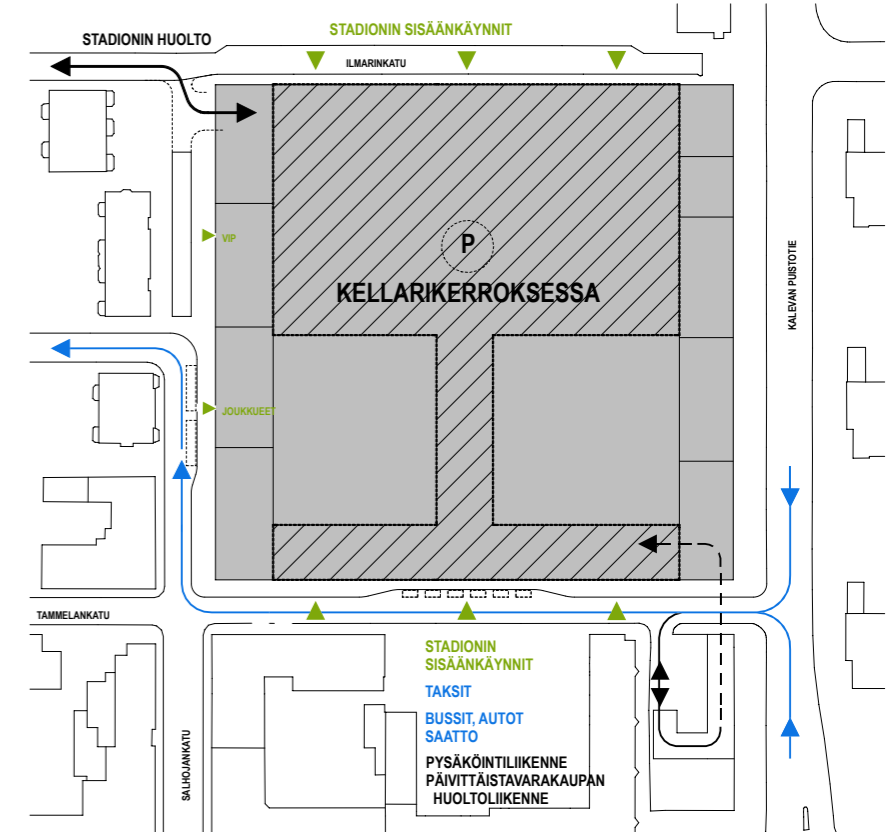 STADIONIN SISÄÄNKÄYNNIT
STADIONIN HUOLTO
ILMARINKATU
VIP
P
KELLARIKERROKSESSA
KALEVAN PUISTOTIE
JOUKKUEET
TAMMELANKATU
SALHOJANKATU
STADIONIN
SISÄÄNKÄYNNIT
TAKSIT
BUSSIT, AUTOT
SAATTO
PYSÄKÖINTILIIKENNE
PÄIVITTÄISTAVARAKAUPAN
HUOLTOLIIKENNE